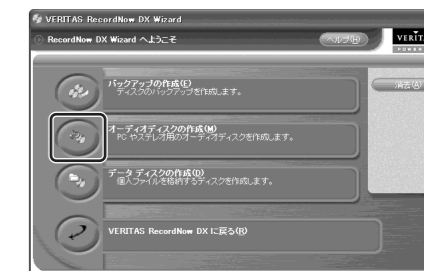 VERITAS RecordNow DX Wizard
RecordNow DX Wizard へようこそ
ヘルプ(H)
VERIT
POWER
バックアップの作成(E)
ディスクのバックアップを作成します。
消去(A)
オーディオディスクの作成(M)
PC やステレオ用のオーディオディスクを作成します。
データ ディスクの作成(D)
個人ファイルを格納するディスクを作成します。
VERITAS RecordNow DX に戻る(R)